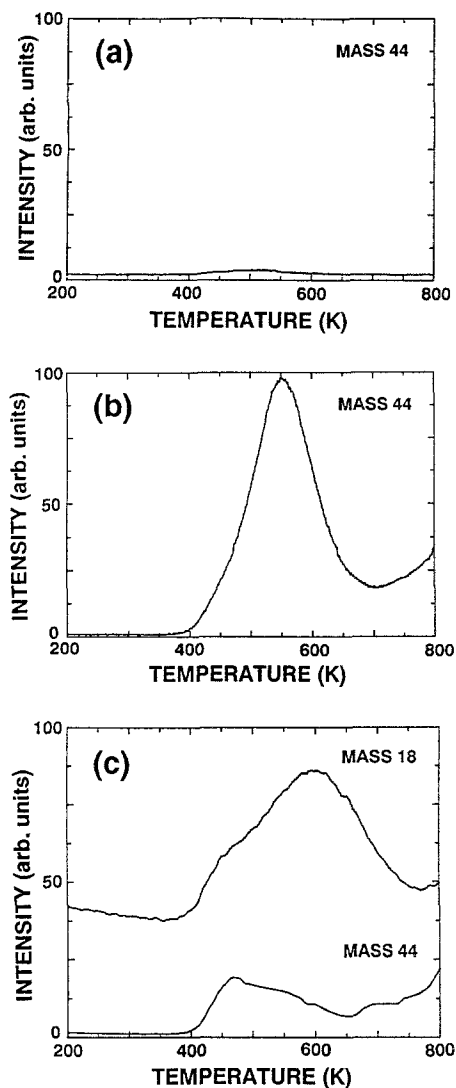 (a)
MASS 44
INTENSITY (arb. units)
100
50
0
200 400 600 800
TEMPERATURE (K)
(b)
MASS 44
INTENSITY (arb. units)
100
50
0
200 400 600 800
TEMPERATURE (K)
(c)
MASS 18
MASS 44
INTENSITY (arb. units)
100
50
0
200 400 600 800
TEMPERATURE (K)